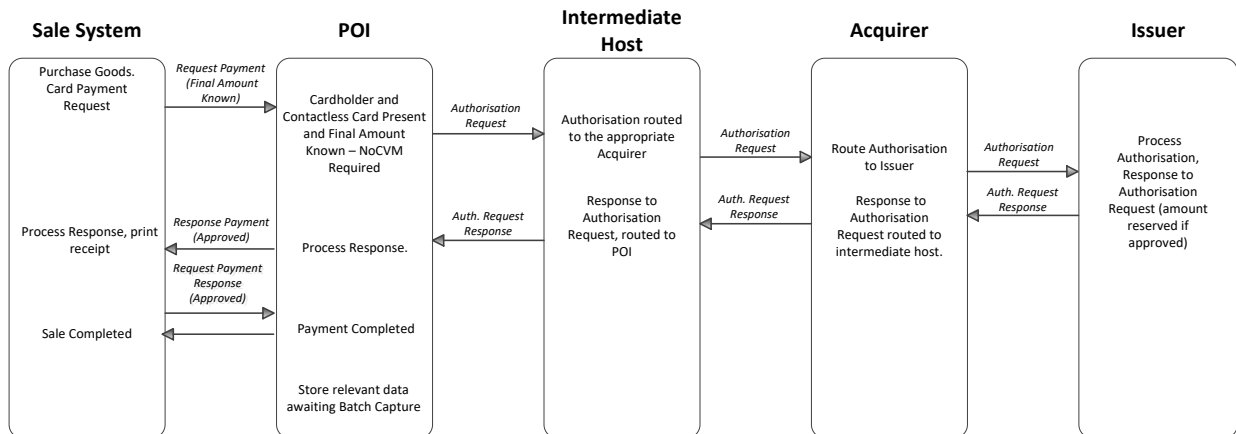 Sale System
POI
Intermediate
Host
Acquirer
Issuer
Purchase Goods.
Card Payment
Request
Request Payment
(Final Amount
Known)
Cardholder and
Contactless Card Present
and Final Amount
Known – NoCVM
Required
Authorisation
Request
Authorisation routed
to the appropriate
Acquirer
Authorisation
Request
Route Authorisation
to Issuer
Authorisation
Request
Process
Authorisation,
Response to
Authorisation
Request (amount
reserved if
approved)
Auth. Request
Response
Response to
Authorisation
Request routed to
intermediate host.
Auth. Request
Response
Response to
Authorisation
Request, routed to
POI
Auth. Request
Response
Process Response.
Response Payment
(Approved)
Process Response, print
receipt
Request Payment
Response
(Approved)
Payment Completed
Sale Completed
Store relevant data
awaiting Batch Capture